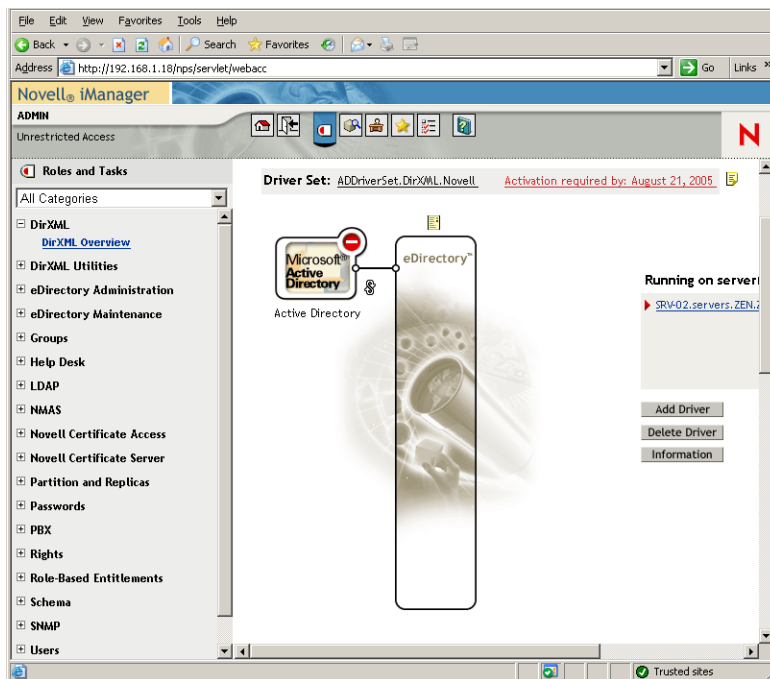 File Edit View Favorites Tools Help
Back Search Favorites
Address http://192.168.1.18/nps/servlet/webacc Go Links »
Novell® iManager
ADMIN
Unrestricted Access
N
Roles and Tasks
All Categories
DirXML
DirXML Overview
DirXML Utilities
eDirectory Administration
eDirectory Maintenance
Groups
Help Desk
LDAP
NMAS
Novell Certificate Access
Novell Certificate Server
Partition and Replicas
Passwords
PBX
Rights
Role-Based Entitlements
Schema
SNMP
Users
Driver Set: ADDriverSet.DirXML.Novell Activation required by: August 21, 2005
Microsoft®
Active
Directory
Active Directory
eDirectory™
Running on server
SRV-02.servers.ZEN.
Add Driver
Delete Driver
Information
Trusted sites